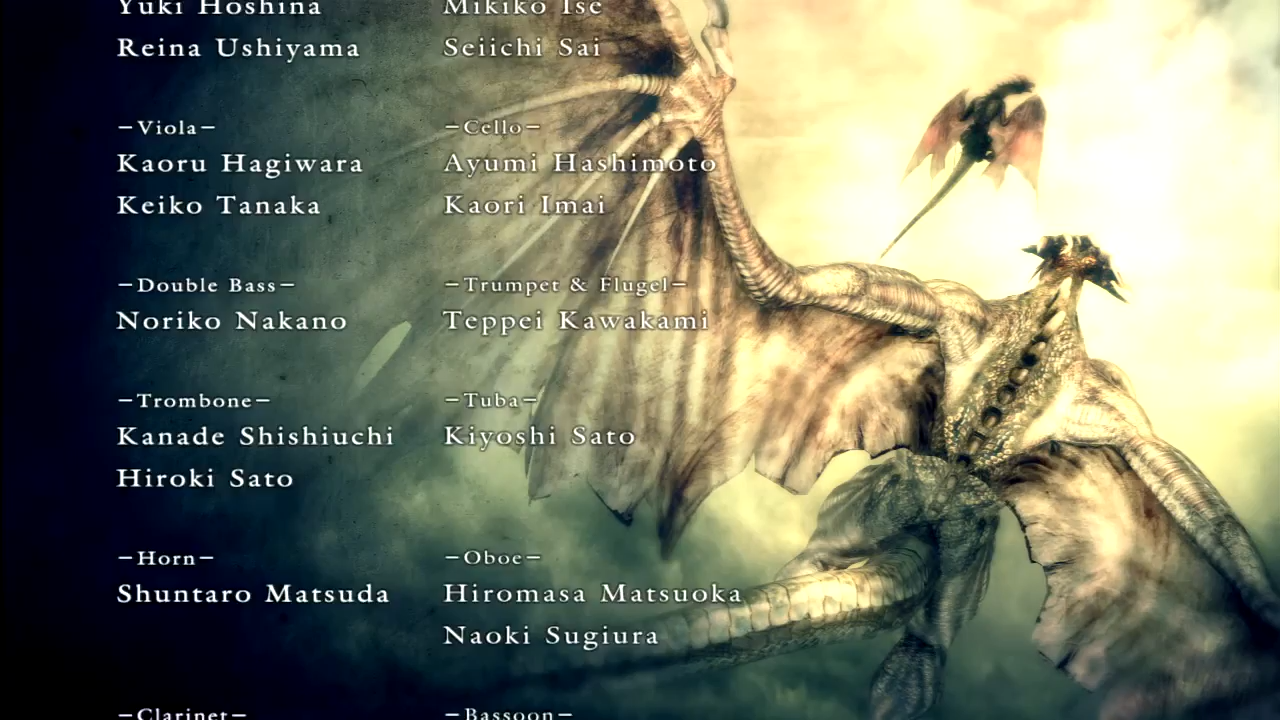 Yuki Hoshina
Mikiko Ise
Reina Ushiyama
Seiichi Sai
—Viola—
Kaoru Hagiwara
Keiko Tanaka
—Cello—
Ayumi Hashimoto
Kaori Imai
—Double Bass—
Noriko Nakano
—Trumpet & Flugel—
Teppei Kawakami
—Trombone—
Kanade Shishiuchi
Hiroki Sato
—Tuba—
Kiyoshi Sato
—Horn—
Shuntaro Matsuda
—Oboe—
Hiromasa Matsuoka
Naoki Sugiura
—Clarinet—
—Bassoon—